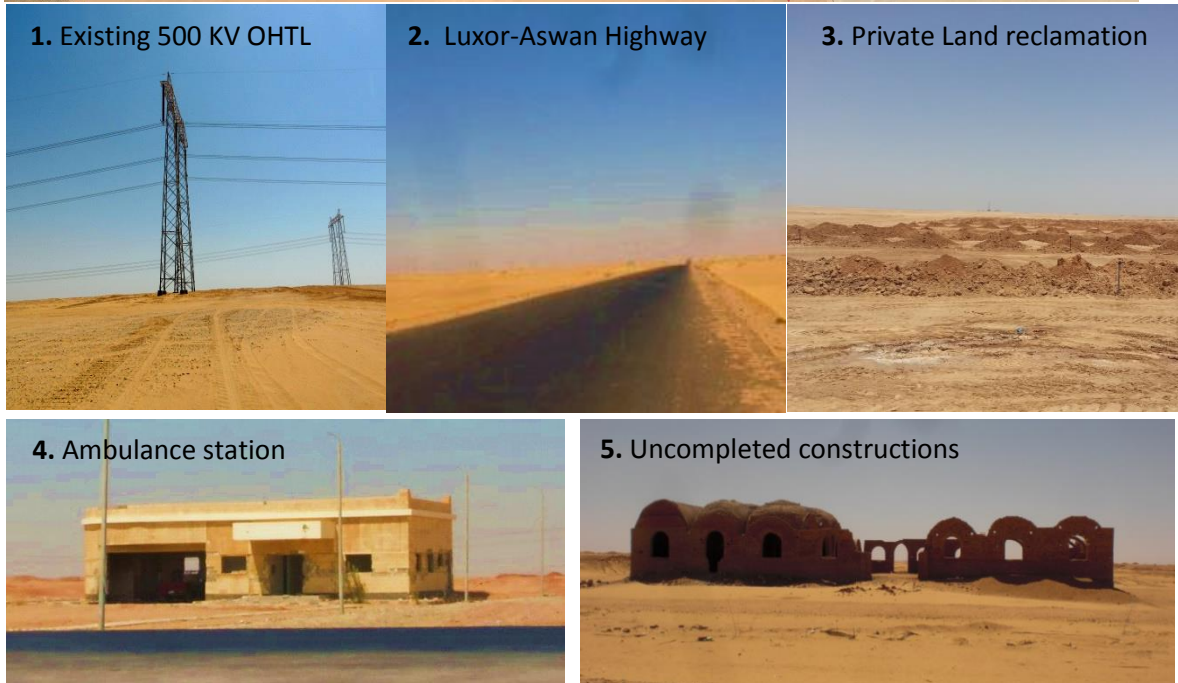 1. Existing 500 KV OHTL
2. Luxor-Aswan Highway
3. Private Land reclamation
4. Ambulance station
5. Uncompleted constructions